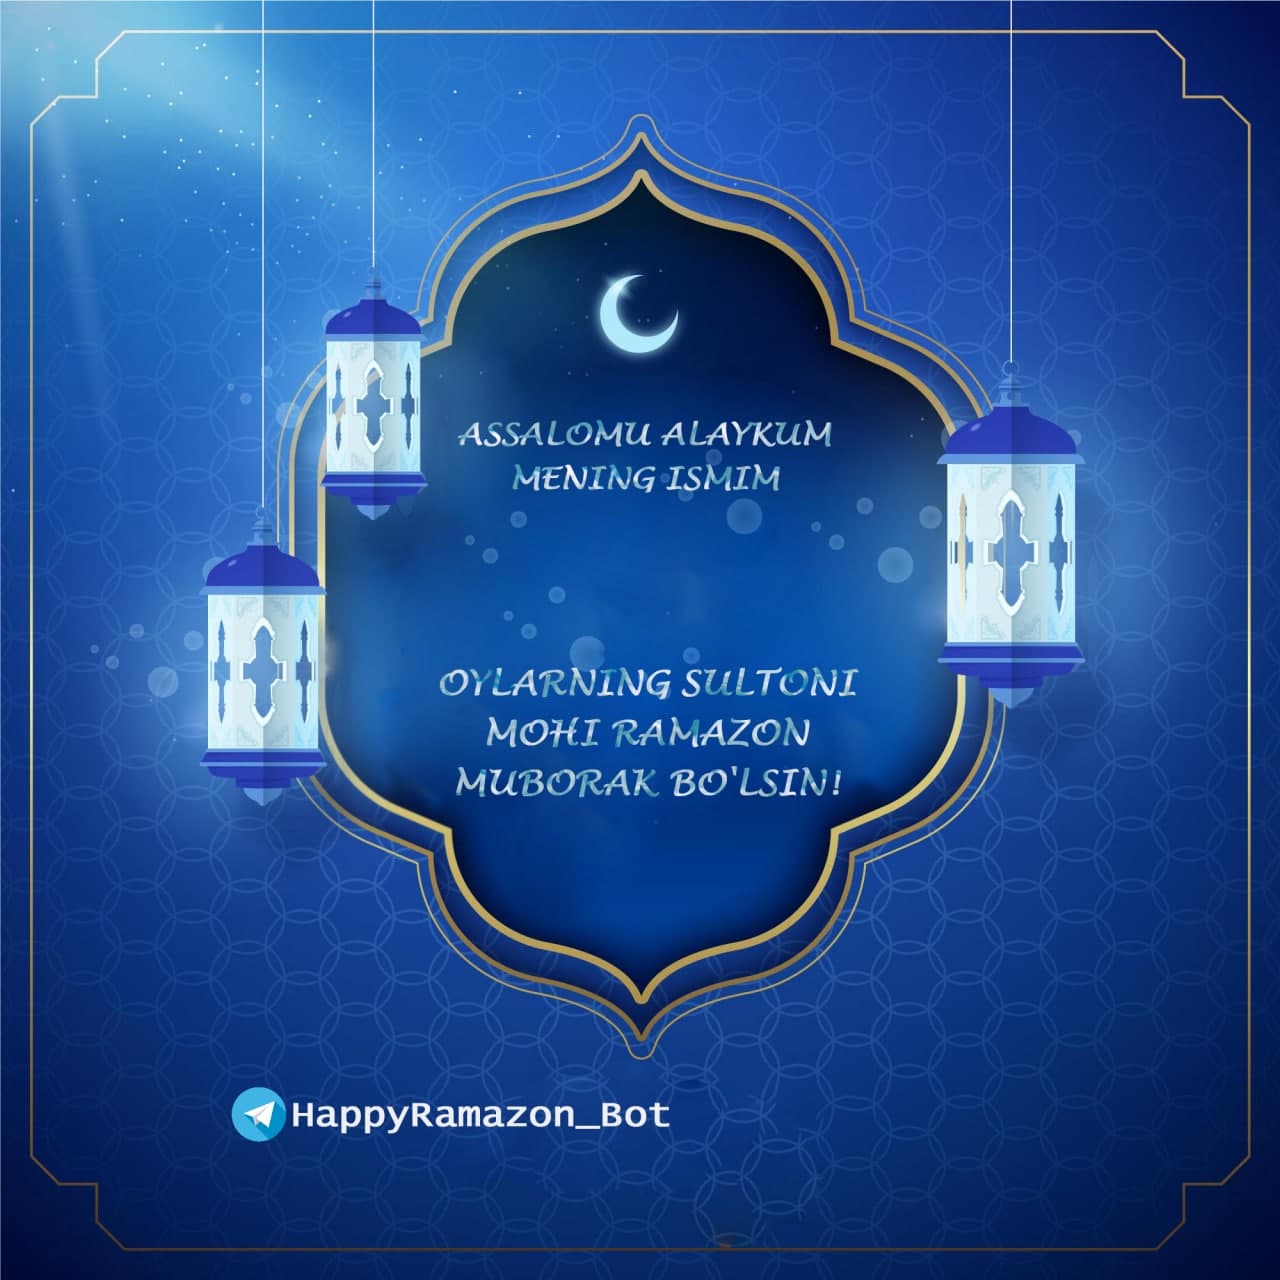 ASSALOMU ALAYKUM
MENING ISMIM
OYLARNING SULTONI
MOHI RAMAZON
MUBORAK BO'LSIN!
HappyRamazon_Bot